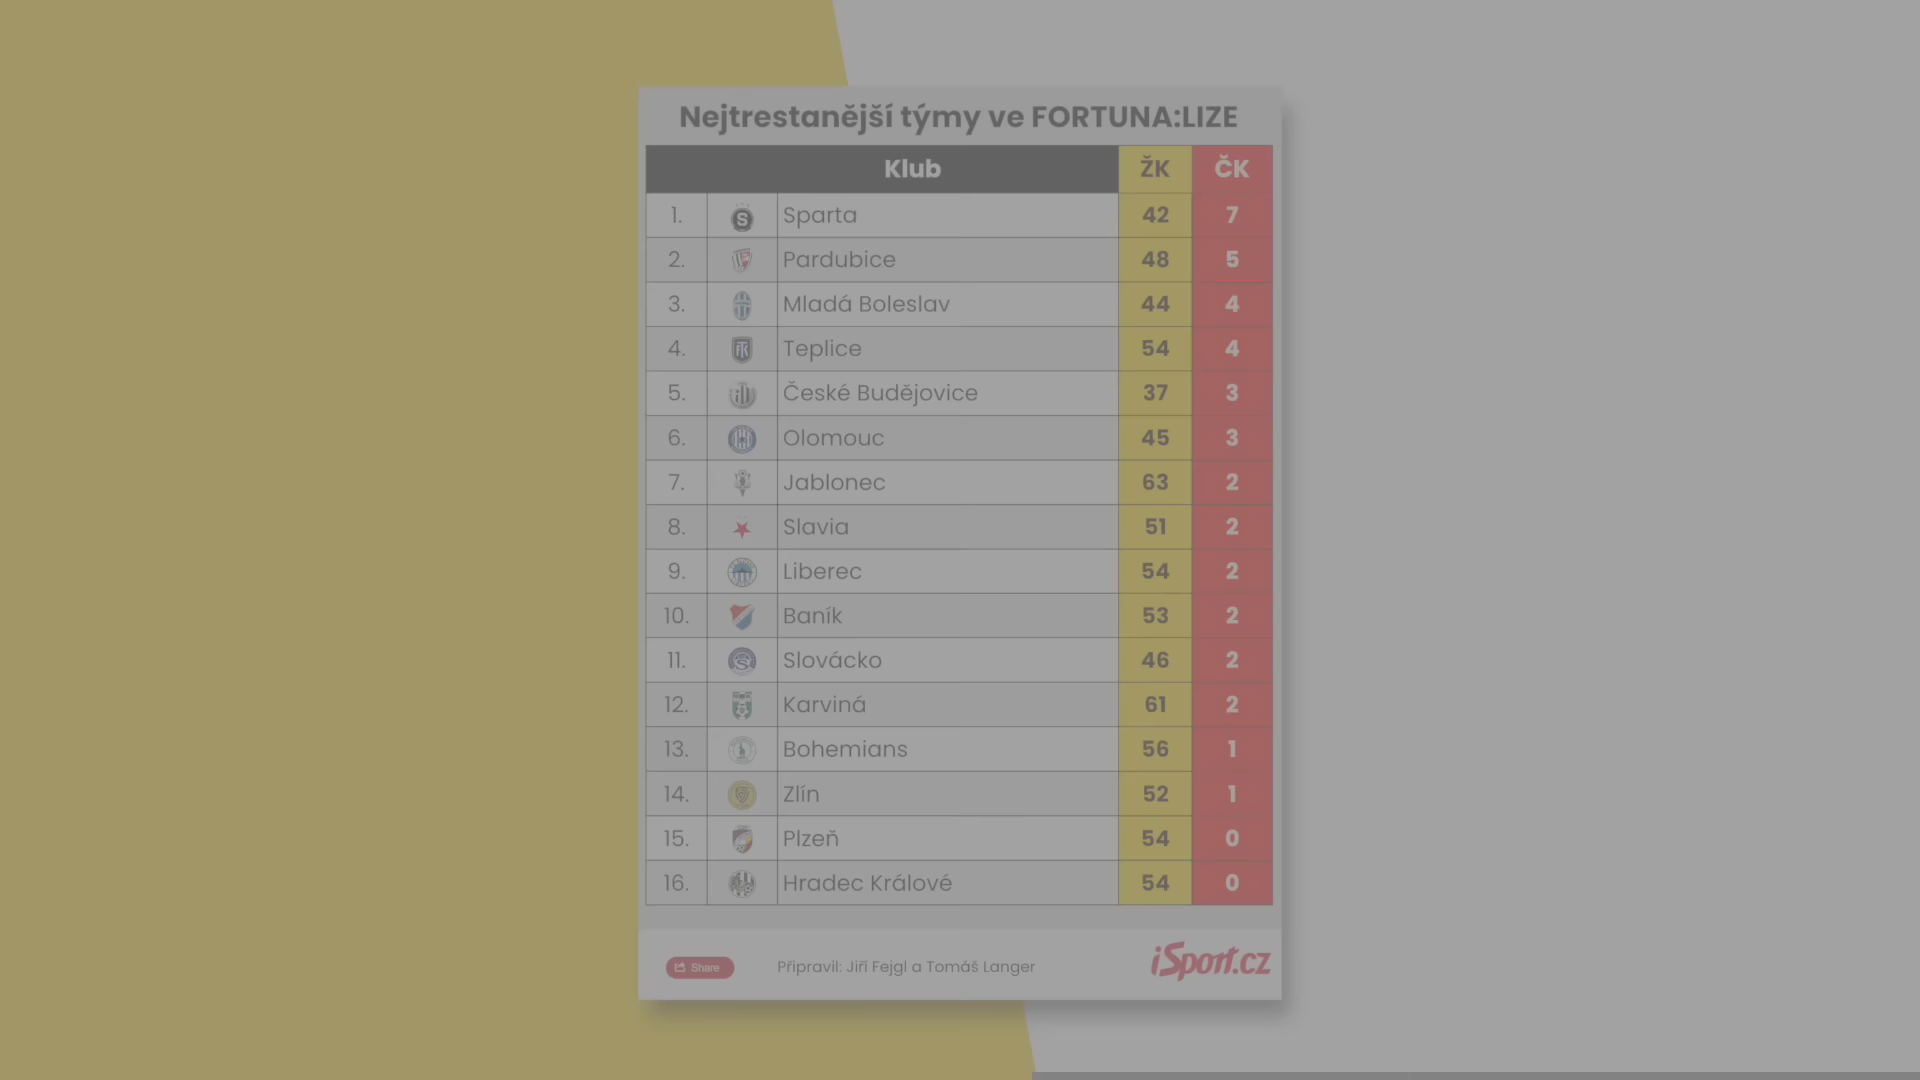 Nejtrestanější týmy ve FORTUNA:LIZE
Klub ŽK ČK
1. Sparta 42 7
2. Pardubice 48 5
3. Mladá Boleslav 44 4
4. Teplice 54 4
5. České Budějovice 37 3
6. Olomouc 45 3
7. Jablonec 63 2
8. Slavia 51 2
9. Liberec 54 2
10. Baník 53 2
11. Slovácko 46 2
12. Karviná 61 2
13. Bohemians 56 1
14. Zlín 52 1
15. Plzeň 54 0
16. Hradec Králové 54 0
Share Připravil: Jiří Fejgl a Tomáš Langer iSport.cz